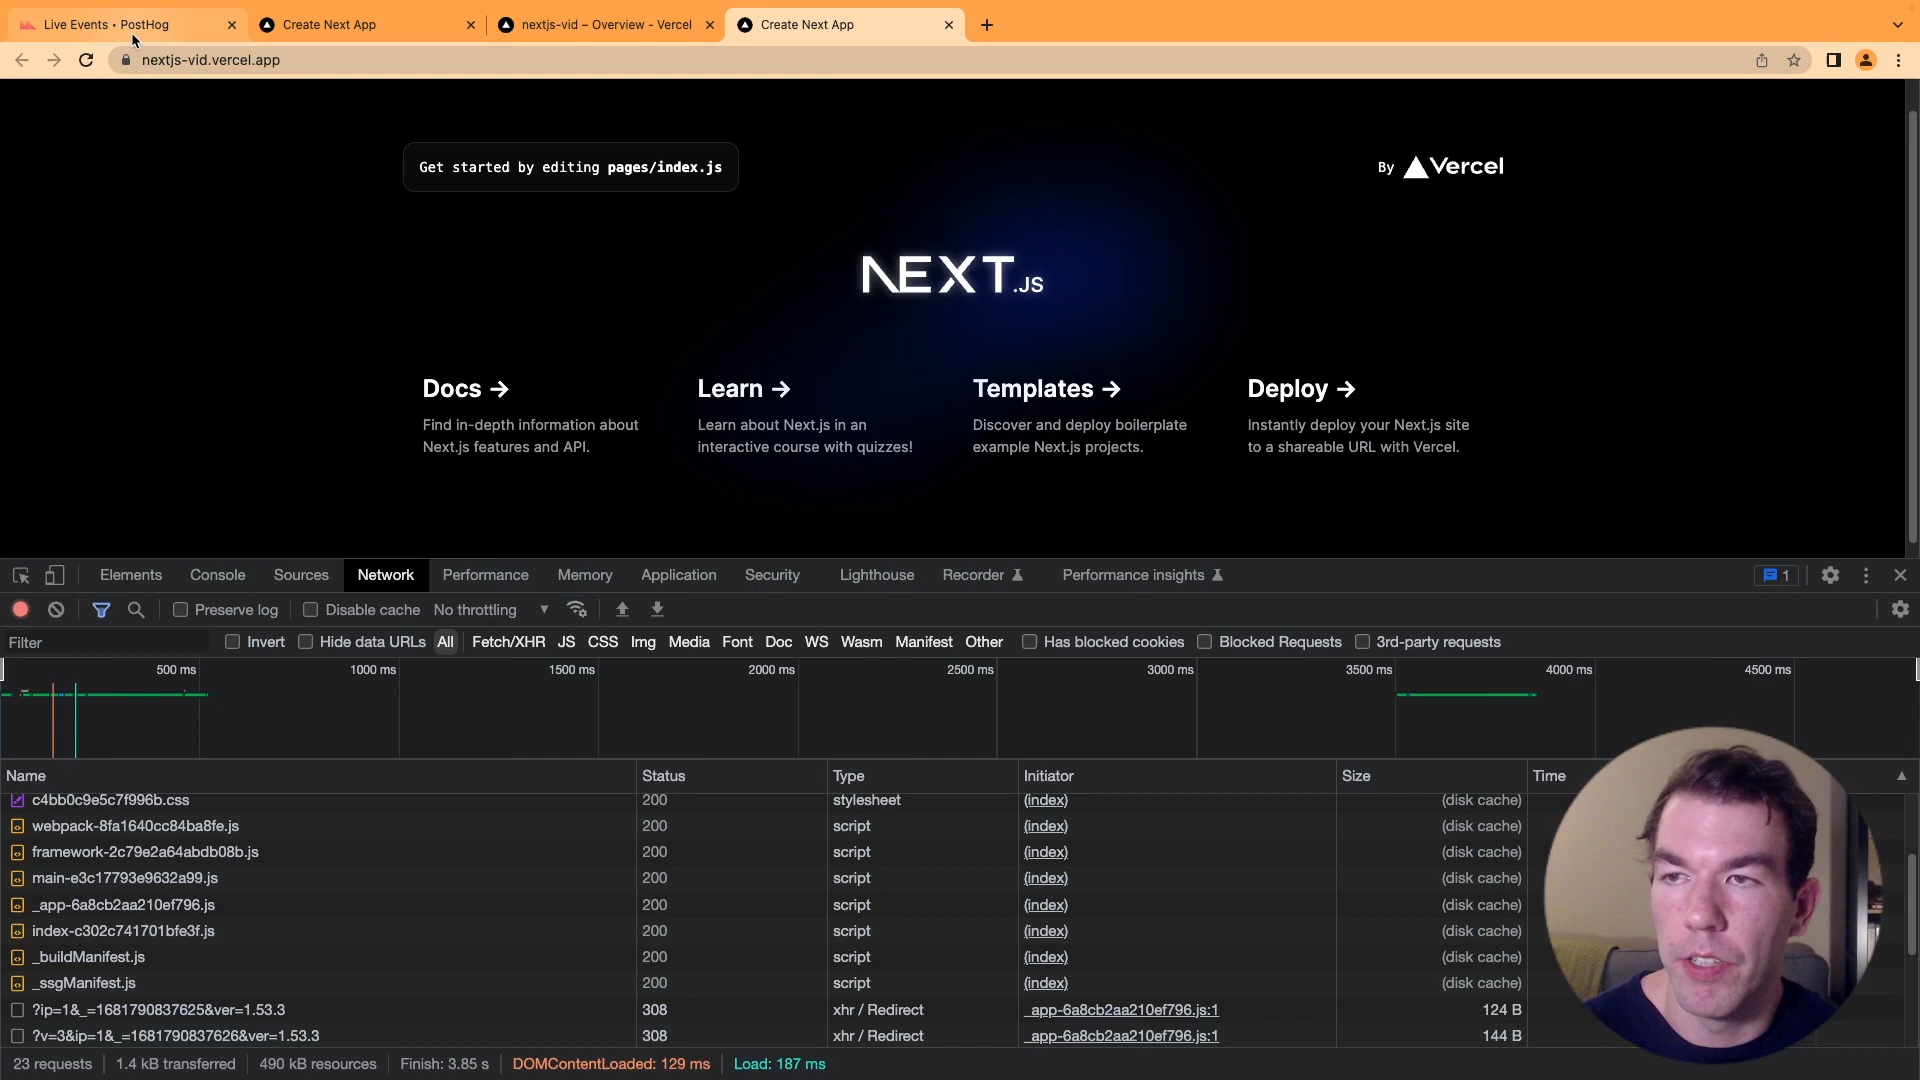 Live Events • PostHog
Create Next App
nextjs-vid – Overview - Vercel
Create Next App
nextjs-vid.vercel.app
Get started by editing pages/index.js
By Vercel
NEXT.JS
Docs →
Find in-depth information about
Next.js features and API.
Learn →
Learn about Next.js in an
interactive course with quizzes!
Templates →
Discover and deploy boilerplate
example Next.js projects.
Deploy →
Instantly deploy your Next.js site
to a shareable URL with Vercel.
Elements Console Sources Network Performance Memory Application Security Lighthouse Recorder Performance insights 1
Preserve log Disable cache No throttling
Filter Invert Hide data URLs All Fetch/XHR JS CSS Img Media Font Doc WS Wasm Manifest Other Has blocked cookies Blocked Requests 3rd-party requests
500 ms 1000 ms 1500 ms 2000 ms 2500 ms 3000 ms 3500 ms 4000 ms 4500 ms
Name Status Type Initiator Size Time
c4bb0c9e5c7f996b.css 200 stylesheet (index) (disk cache)
webpack-8fa1640cc84ba8fe.js 200 script (index) (disk cache)
framework-2c79e2a64abdb08b.js 200 script (index) (disk cache)
main-e3c17793e9632a99.js 200 script (index) (disk cache)
_app-6a8cb2aa210ef796.js 200 script (index) (disk cache)
index-c302c741701bfe3f.js 200 script (index) (disk cache)
_buildManifest.js 200 script (index) (disk cache)
_ssgManifest.js 200 script (index) (disk cache)
?ip=1&_=1681790837625&ver=1.53.3 308 xhr / Redirect _app-6a8cb2aa210ef796.js:1 124 B
?v=3&ip=1&_=1681790837626&ver=1.53.3 308 xhr / Redirect _app-6a8cb2aa210ef796.js:1 144 B
23 requests 1.4 kB transferred 490 kB resources Finish: 3.85 s DOMContentLoaded: 129 ms Load: 187 ms